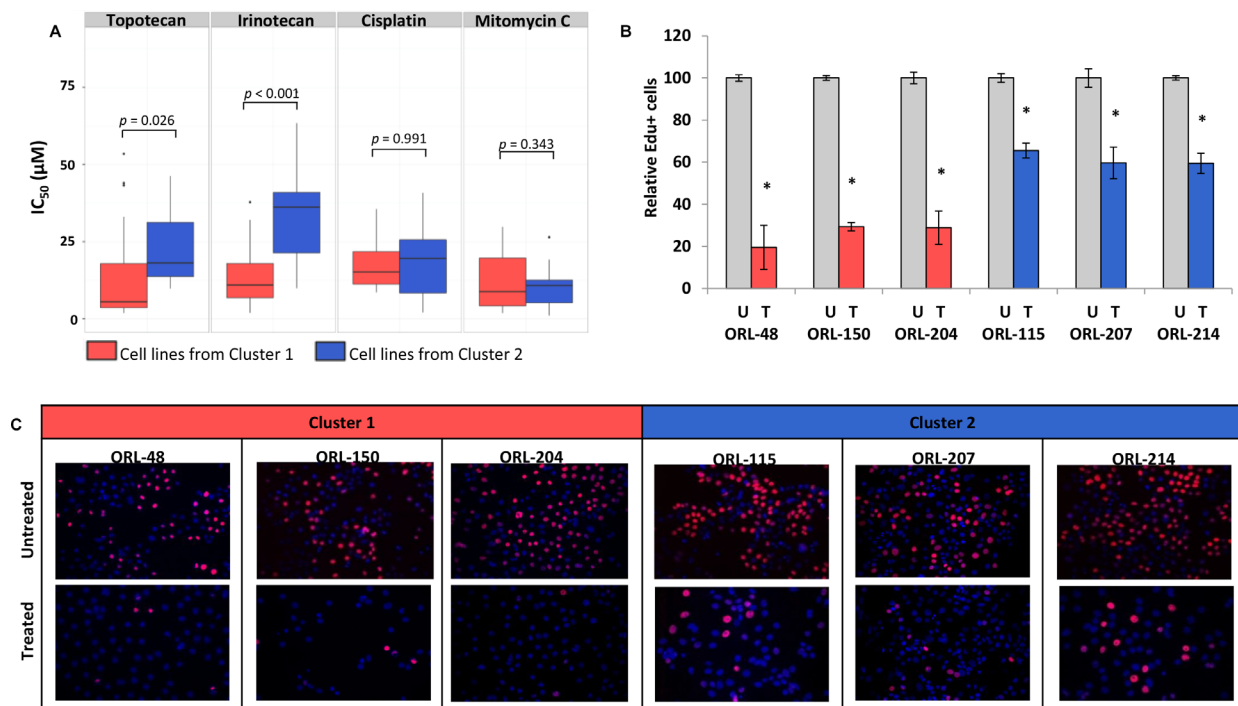 A
Topotecan Irinotecan Cisplatin Mitomycin C
IC50 (μM)
75
50
25
0
p = 0.026
p < 0.001
p = 0.991
p = 0.343
Cell lines from Cluster 1 Cell lines from Cluster 2
B
Relative Edu+ cells
120
100
80
60
40
20
0
* * * * * *
U T U T U T U T U T U T
ORL-48 ORL-150 ORL-204 ORL-115 ORL-207 ORL-214
C
Cluster 1 Cluster 2
ORL-48 ORL-150 ORL-204 ORL-115 ORL-207 ORL-214
Untreated
Treated